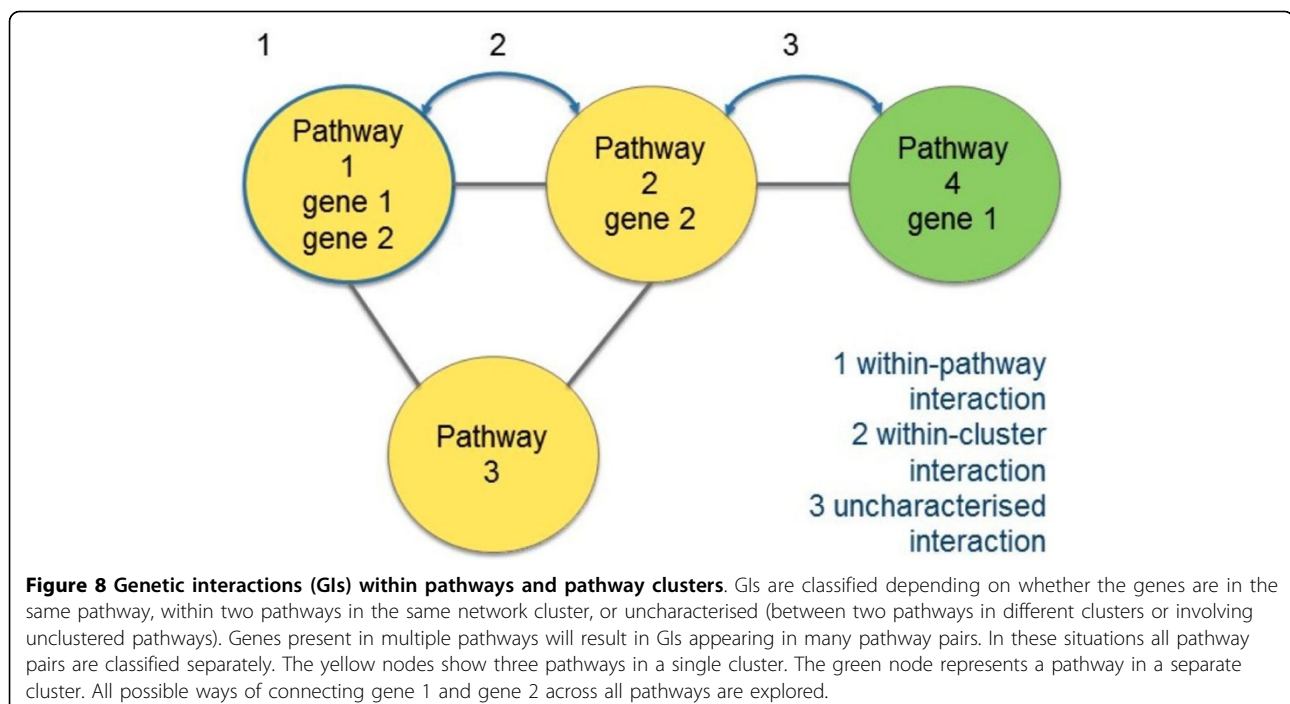 1
2
3
Pathway
1
gene 1
gene 2
Pathway
2
gene 2
Pathway
4
gene 1
Pathway
3
1 within-pathway
interaction
2 within-cluster
interaction
3 uncharacterised
interaction
Figure 8 Genetic interactions (GIs) within pathways and pathway clusters. GIs are classified depending on whether the genes are in the
same pathway, within two pathways in the same network cluster, or uncharacterised (between two pathways in different clusters or involving
unclustered pathways). Genes present in multiple pathways will result in GIs appearing in many pathway pairs. In these situations all pathway
pairs are classified separately. The yellow nodes show three pathways in a single cluster. The green node represents a pathway in a separate
cluster. All possible ways of connecting gene 1 and gene 2 across all pathways are explored.